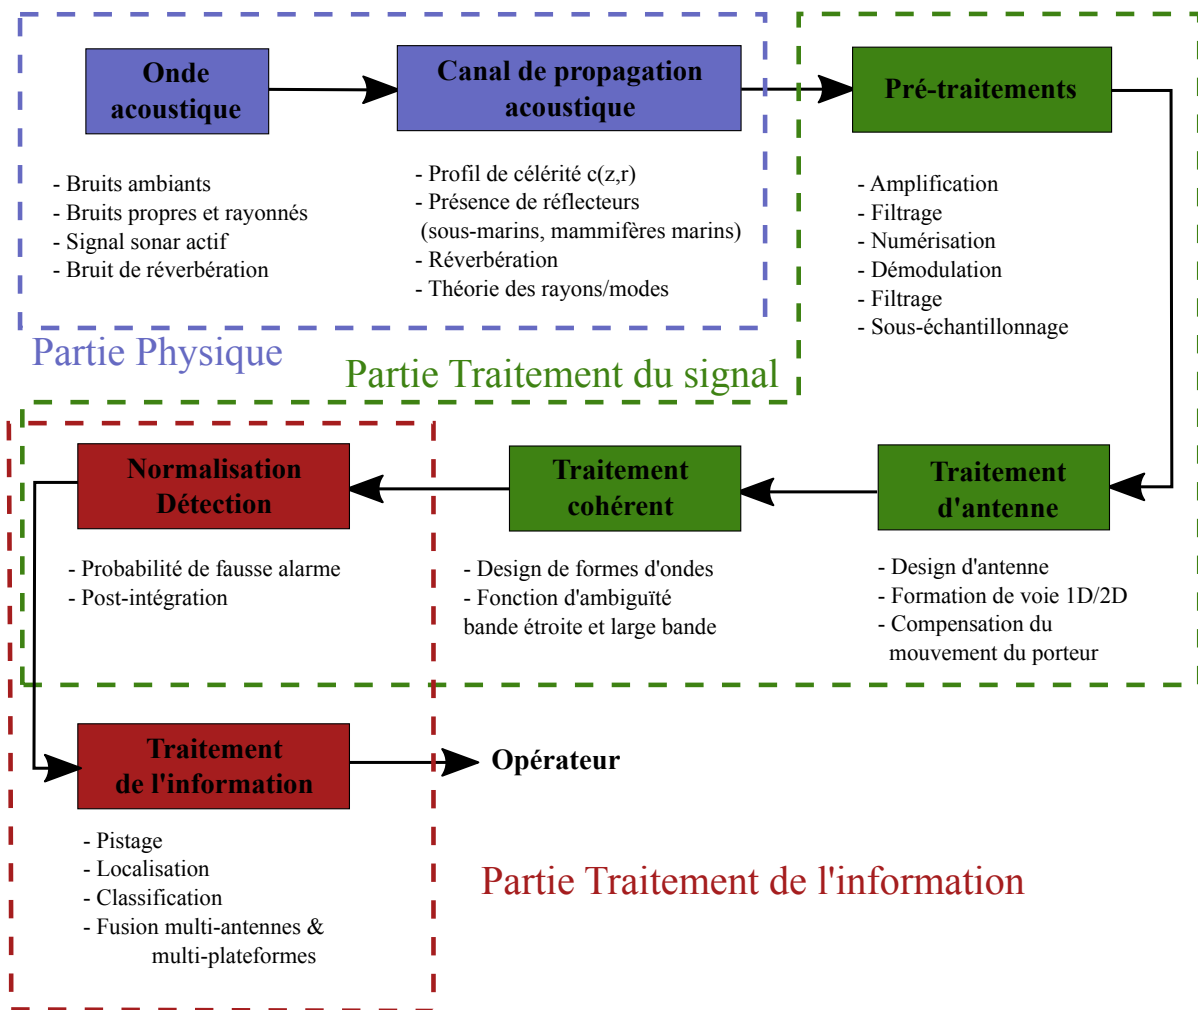 Onde
acoustique
- Bruits ambiants
- Bruits propres et rayonnés
- Signal sonar actif
- Bruit de réverbération
Canal de propagation
acoustique
- Profil de célérité c(z,r)
- Présence de réflecteurs
(sous-marins, mammifères marins)
- Réverbération
- Théorie des rayons/modes
Partie Physique
Pré-traitements
- Amplification
- Filtrage
- Numérisation
- Démodulation
- Filtrage
- Sous-échantillonnage
Partie Traitement du signal
Traitement
d'antenne
- Design d'antenne
- Formation de voie 1D/2D
- Compensation du
mouvement du porteur
Traitement
cohérent
- Design de formes d'ondes
- Fonction d'ambiguïté
bande étroite et large bande
Normalisation
Détection
- Probabilité de fausse alarme
- Post-intégration
Traitement
de l'information
- Pistage
- Localisation
- Classification
- Fusion multi-antennes &
multi-plateformes
Opérateur
Partie Traitement de l'information